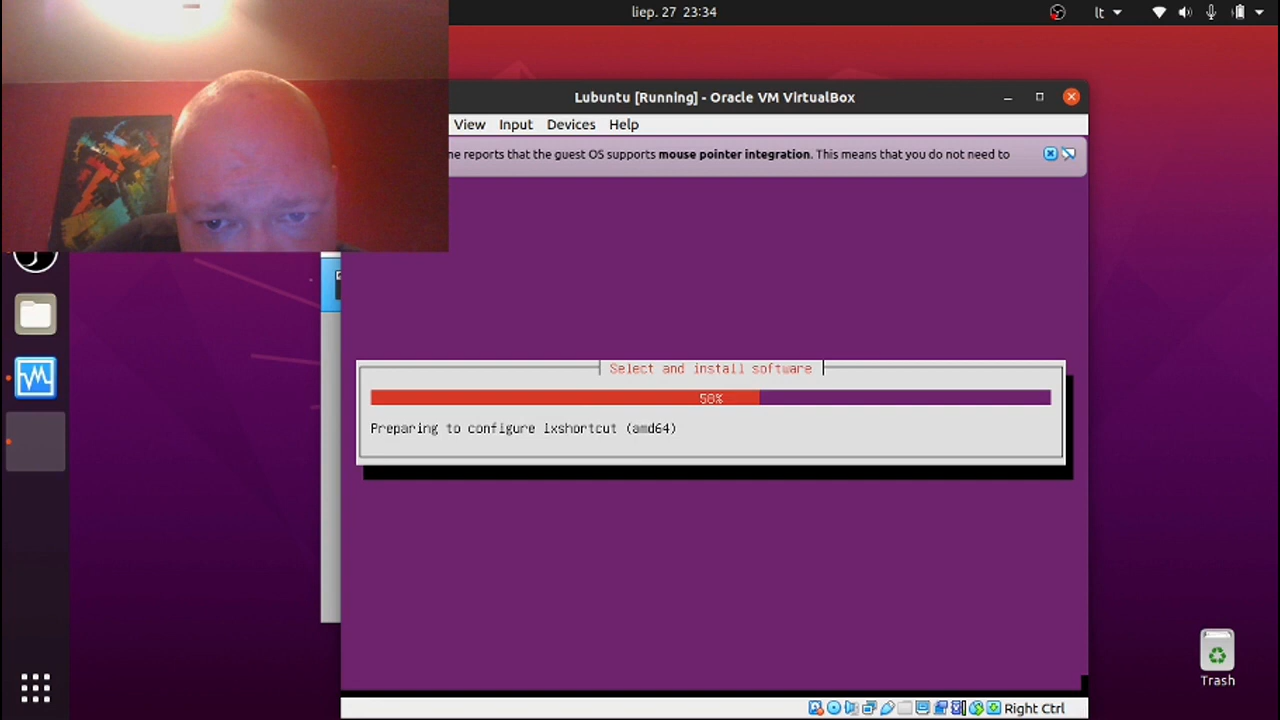 liep. 27 23:34
lt
Lubuntu [Running] - Oracle VM VirtualBox
View Input Devices Help
me reports that the guest OS supports mouse pointer integration. This means that you do not need to
Select and install software
50%
Preparing to configure lxshortcut (amd64)
Trash
Right Ctrl